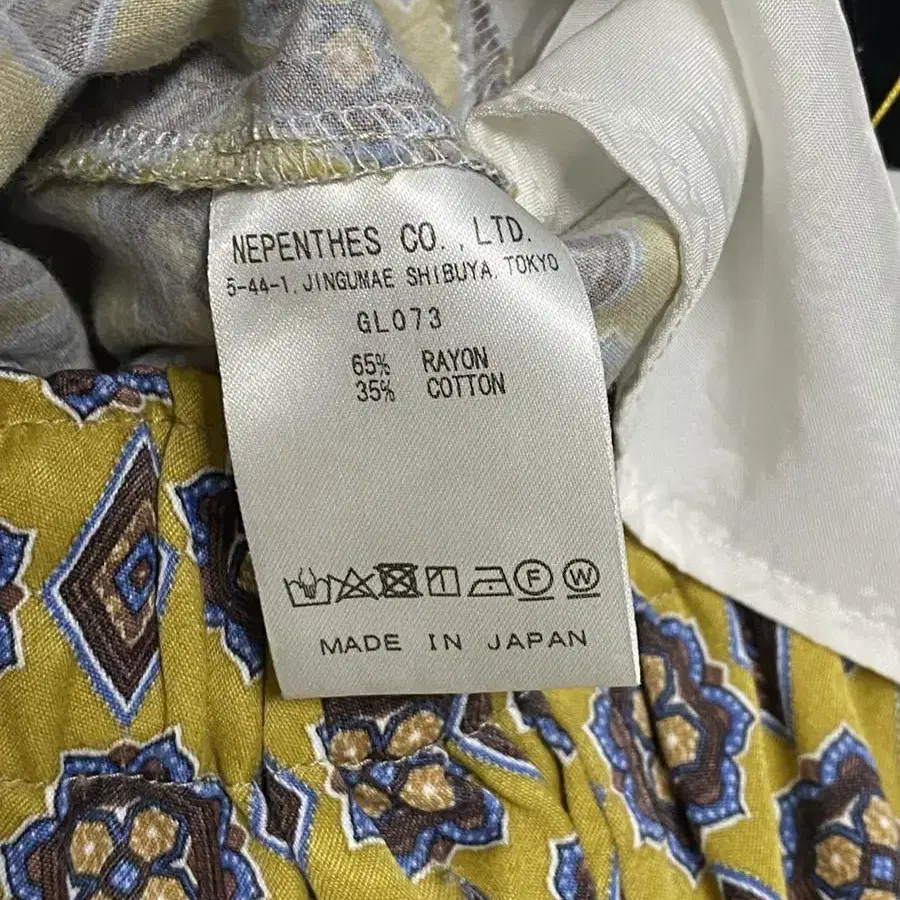 NEPENTHES CO.,LTD.
5-44-1, JINGUMAE SHIBUYA, TOKYO
GL073
65% RAYON
35% COTTON
F W
MADE IN JAPAN